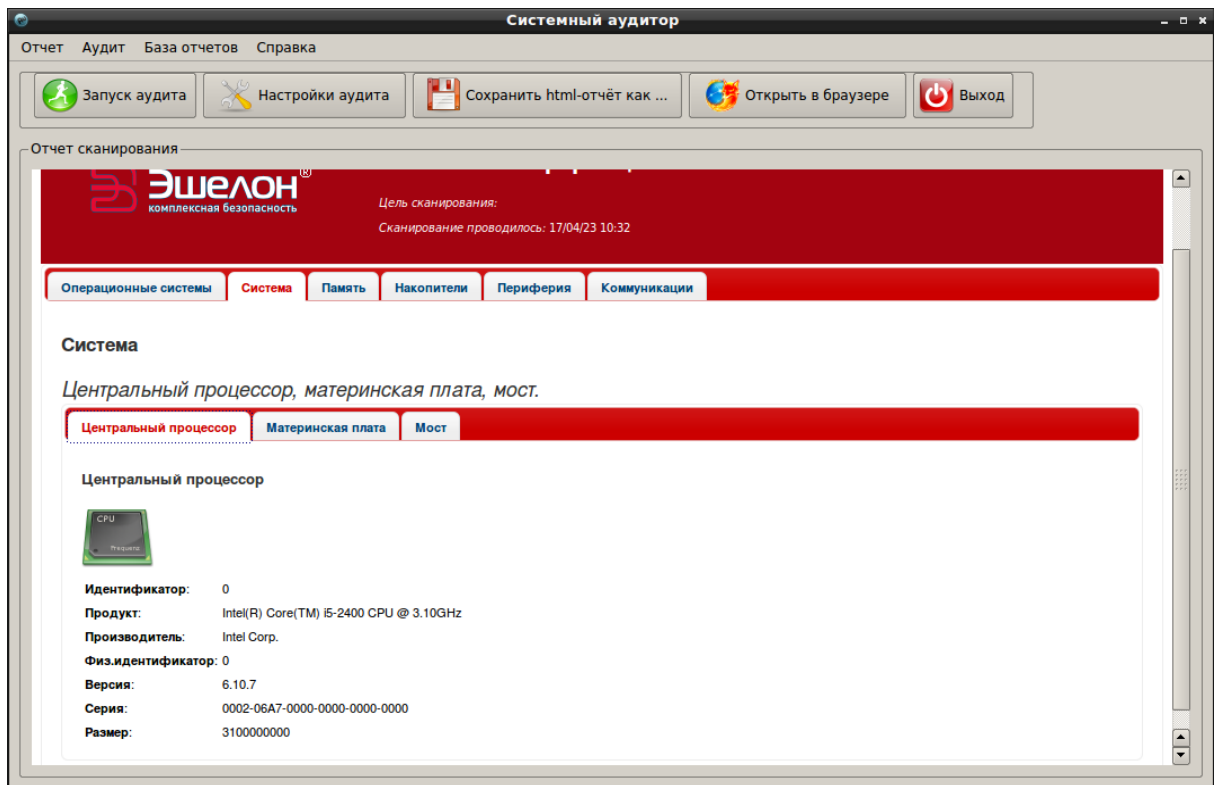 Системный аудитор
Отчет Аудит База отчетов Справка
Запуск аудита Настройки аудита Сохранить html-отчёт как ... Открыть в браузере Выход
Отчет сканирования
Эшелон®
комплексная безопасность
Цель сканирования:
Сканирование проводилось: 17/04/23 10:32
Операционные системы Система Память Накопители Периферия Коммуникации
Система
Центральный процессор, материнская плата, мост.
Центральный процессор Материнская плата Мост
Центральный процессор
CPU
Идентификатор: 0
Продукт: Intel(R) Core(TM) i5-2400 CPU @ 3.10GHz
Производитель: Intel Corp.
Физ.идентификатор: 0
Версия: 6.10.7
Серия: 0002-06A7-0000-0000-0000-0000
Размер: 3100000000